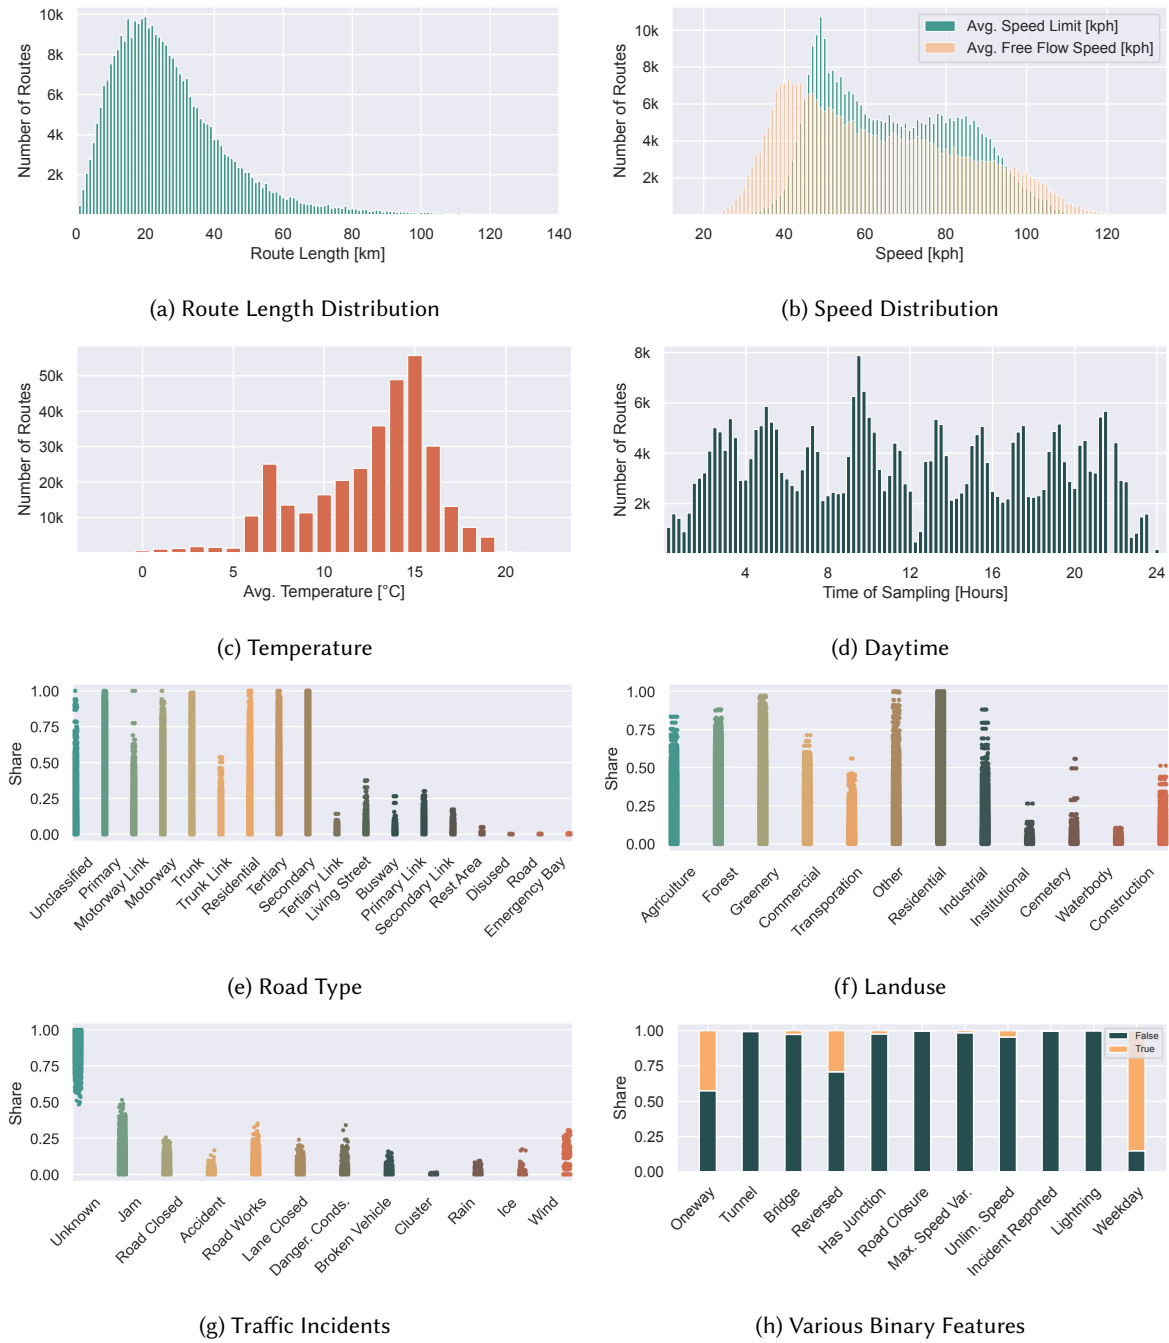 10k
8k
6k
4k
2k
Number of Routes
0 20 40 60 80 100 120 140
Route Length [km]
(a) Route Length Distribution
10k
8k
6k
4k
2k
Number of Routes
Avg. Speed Limit [kph]
Avg. Free Flow Speed [kph]
20 40 60 80 100 120
Speed [kph]
(b) Speed Distribution
50k
40k
30k
20k
10k
Number of Routes
0 5 10 15 20
Avg. Temperature [°C]
(c) Temperature
8k
6k
4k
2k
Number of Routes
4 8 12 16 20 24
Time of Sampling [Hours]
(d) Daytime
1.00
0.75
0.50
0.25
0.00
Share
Unclassified
Primary
Motorway Link
Motorway
Trunk
Trunk Link
Residential
Tertiary
Secondary
Tertiary Link
Living Street
Busway
Primary Link
Secondary Link
Rest Area
Disused
Road
Emergency Bay
(e) Road Type
1.00
0.75
0.50
0.25
0.00
Share
Agriculture
Forest
Greenery
Commercial
Transporation
Other
Residential
Industrial
Institutional
Cemetery
Waterbody
Construction
(f) Landuse
1.00
0.75
0.50
0.25
0.00
Share
Unknown
Jam
Road Closed
Accident
Road Works
Lane Closed
Danger. Conds.
Broken Vehicle
Cluster
Rain
Ice
Wind
(g) Traffic Incidents
1.00
0.75
0.50
0.25
0.00
Share
False
True
Oneway
Tunnel
Bridge
Reversed
Has Junction
Road Closure
Max. Speed Var.
Unlim. Speed
Incident Reported
Lightning
Weekday
(h) Various Binary Features